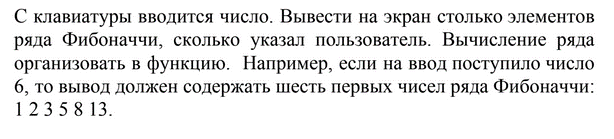 С клавиатуры вводится число. Вывести на экран столько элементов
ряда Фибоначчи, сколько указал пользователь. Вычисление ряда
организовать в функцию. Например, если на ввод поступило число
6, то вывод должен содержать шесть первых чисел ряда Фибоначчи:
1 2 3 5 8 13.